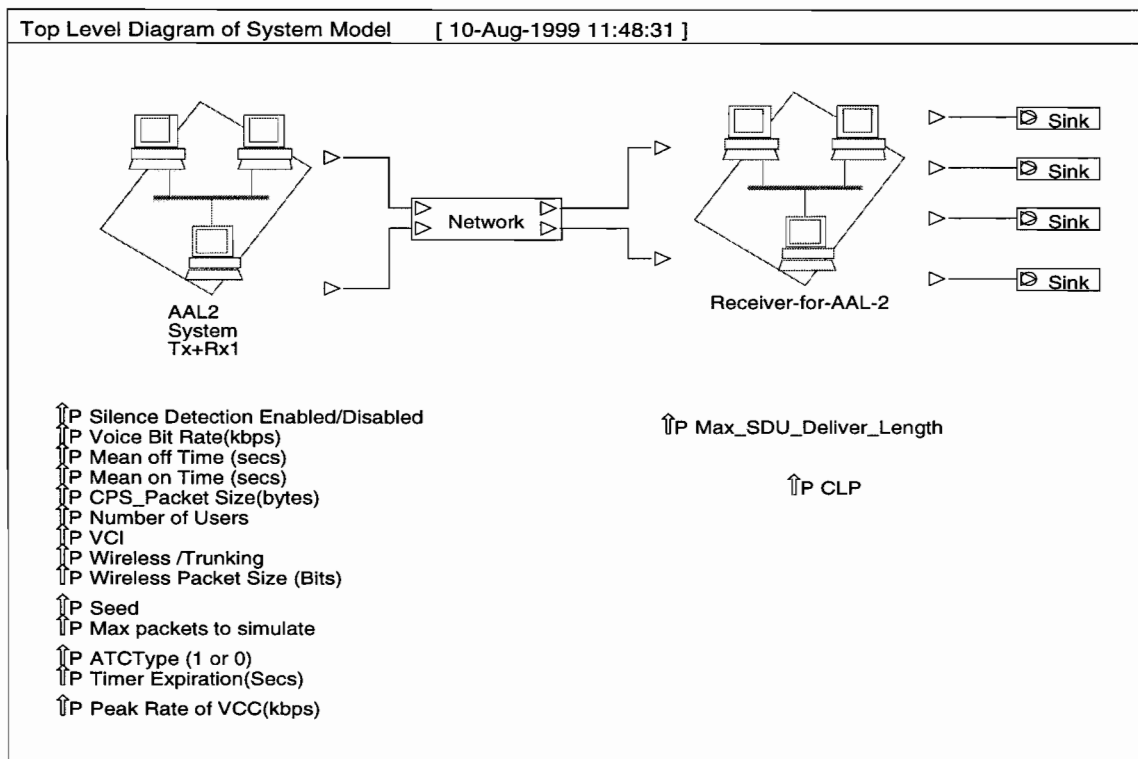 Top Level Diagram of System Model [ 10-Aug-1999 11:48:31 ]
Sink
Sink
Network
Sink
Sink
AAL2
System
Tx+Rx1
Receiver-for-AAL-2
⇑P Silence Detection Enabled/Disabled
⇑P Voice Bit Rate(kbps)
⇑P Mean off Time (secs)
⇑P Mean on Time (secs)
⇑P CPS_Packet Size(bytes)
⇑P Number of Users
⇑P VCI
⇑P Wireless /Trunking
⇑P Wireless Packet Size (Bits)
⇑P Seed
⇑P Max packets to simulate
⇑P ATCType (1 or 0)
⇑P Timer Expiration(Secs)
⇑P Peak Rate of VCC(kbps)
⇑P Max_SDU_Deliver_Length
⇑P CLP